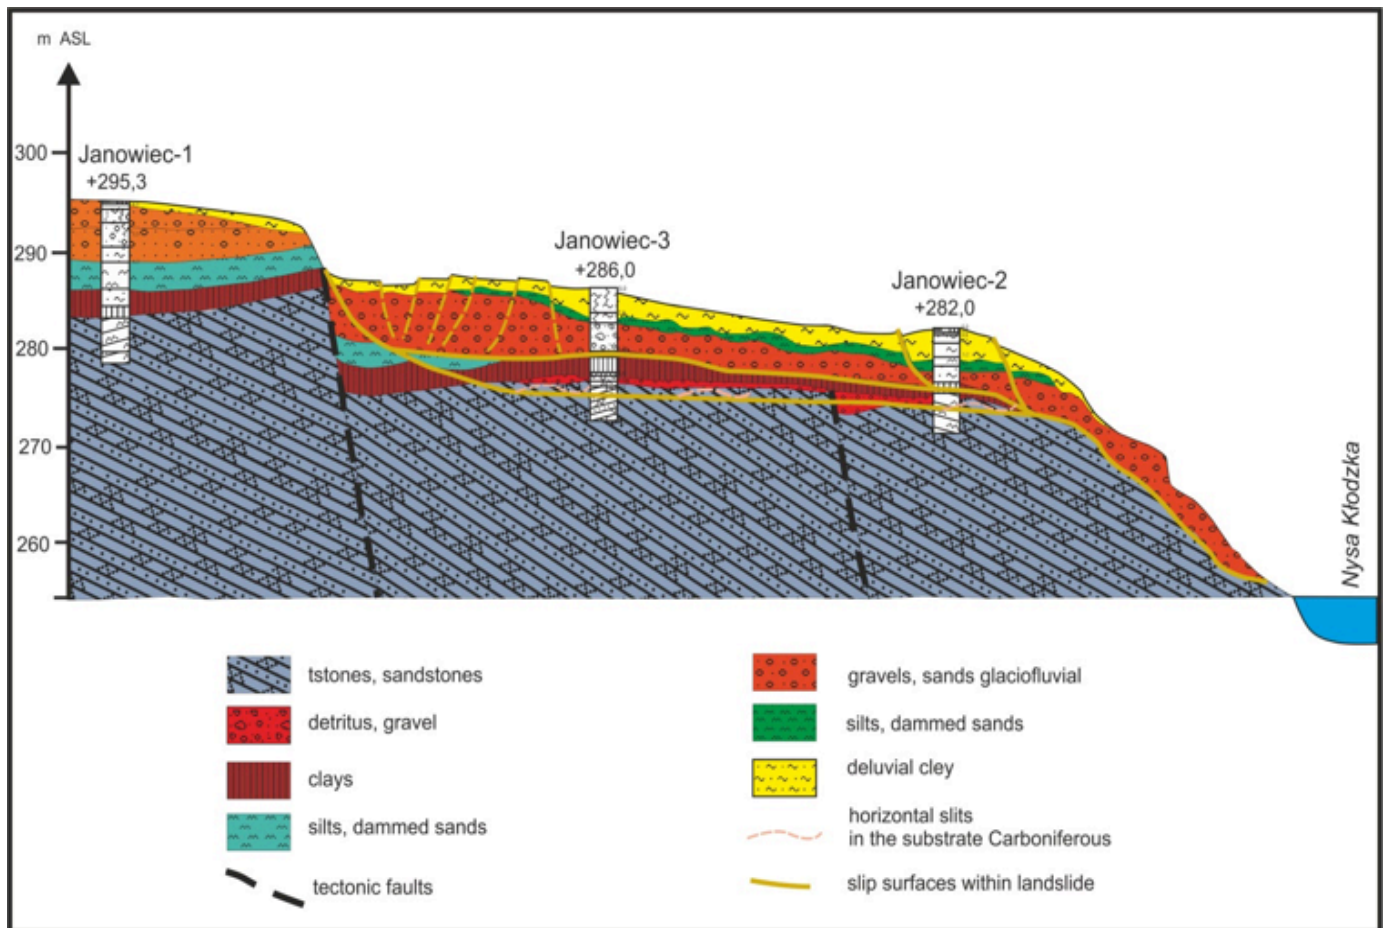 m ASL
300
290
280
270
260
Janowiec-1
+295,3
Janowiec-3
+286,0
Janowiec-2
+282,0
Nysa Kłodzka
tstones, sandstones
detritus, gravel
clays
silts, dammed sands
tectonic faults
gravels, sands glaciofluvial
silts, dammed sands
deluvial cley
horizontal slits
in the substrate Carboniferous
slip surfaces within landslide